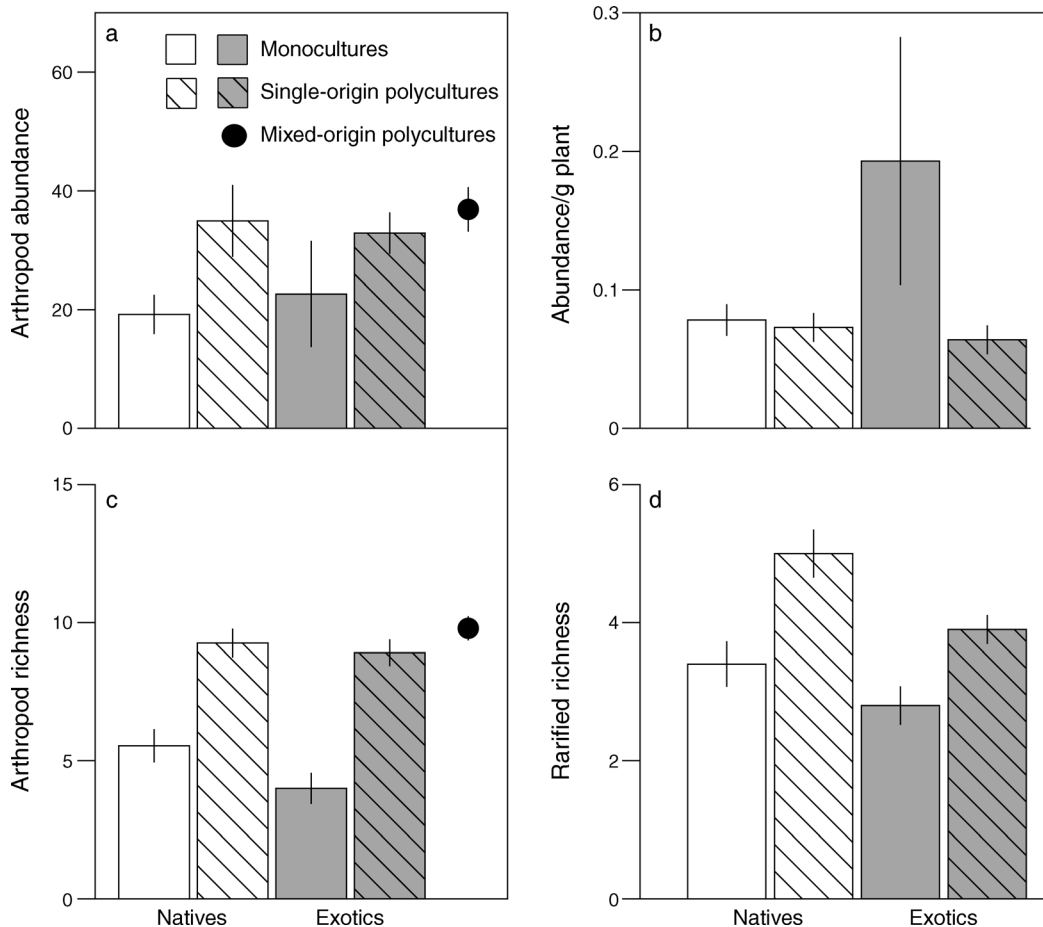 a
Monocultures
Single-origin polycultures
Mixed-origin polycultures
60
40
20
0
Arthropod abundance
b
0.3
0.2
0.1
0
Abundance/g plant
c
15
10
5
0
Arthropod richness
Natives Exotics
d
6
4
2
0
Rarified richness
Natives Exotics